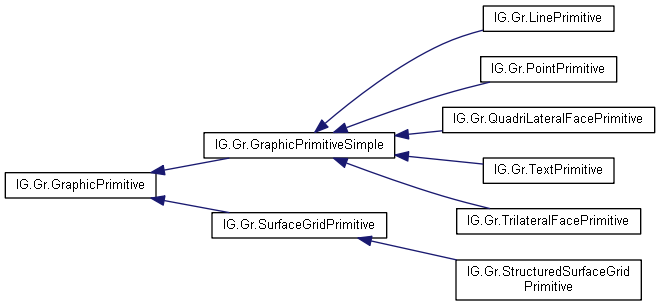 IG.Gr.LinePrimitive
IG.Gr.PointPrimitive
IG.Gr.QuadriLateralFacePrimitive
IG.Gr.GraphicPrimitiveSimple
IG.Gr.TextPrimitive
IG.Gr.GraphicPrimitive
IG.Gr.TrilateralFacePrimitive
IG.Gr.SurfaceGridPrimitive
IG.Gr.StructuredSurfaceGrid
Primitive